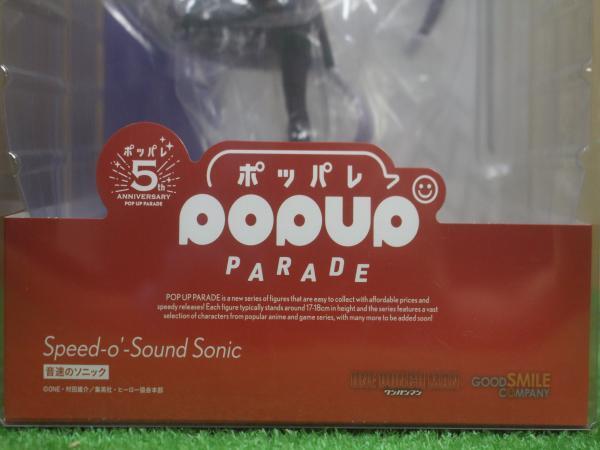 ポッパレ
5th
ANNIVERSARY
POP UP PARADE
ポッパレ
POPUP
PARADE
POP UP PARADE is a new series of figures that are easy to collect with affordable prices and
speedy releases! Each figure typically stands around 17-18cm in height and the series features a vast
selection of characters from popular anime and game series, with many more to be added soon!
Speed-o'-Sound Sonic
音速のソニック
©ONE・村田雄介／集英社・ヒーロー協会本部
ONE PUNCH MAN
ワンパンマン
GOOD SMILE
COMPANY